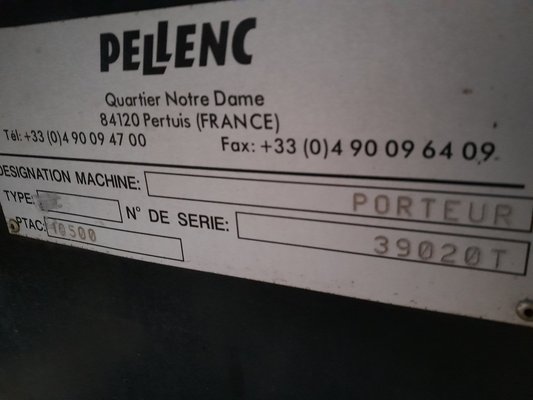 PELLENC
Quartier Notre Dame
84120 Pertuis (FRANCE)
Tél: +33 (0)4 90 09 47 00 Fax: +33 (0)4 90 09 64 09
DESIGNATION MACHINE: PORTEUR
TYPE: N° DE SERIE: 39020T
PTAC: 10500